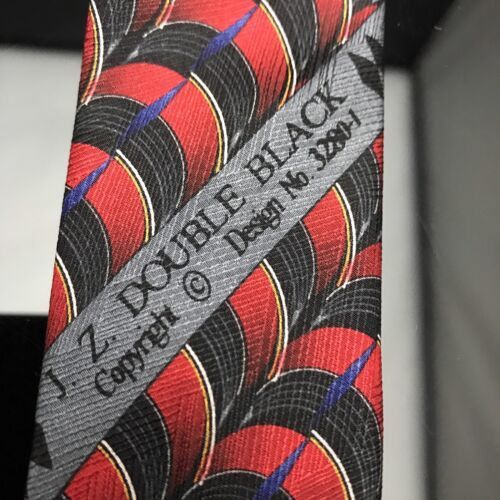 J. Z. DOUBLE BLACK
Copyright © Design No 3280-1